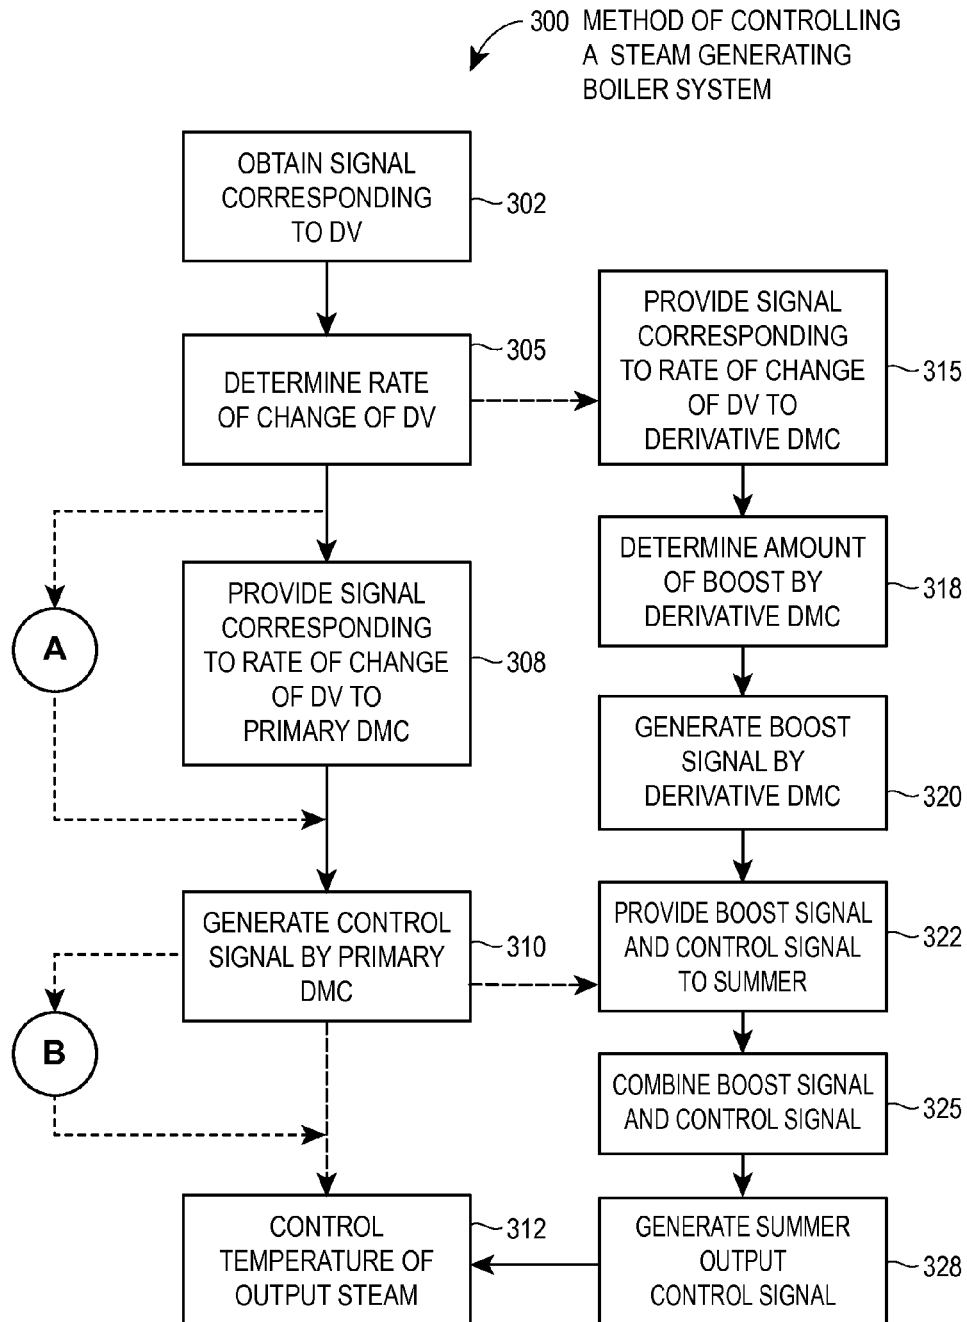 300 METHOD OF CONTROLLING
A STEAM GENERATING
BOILER SYSTEM
OBTAIN SIGNAL
CORRESPONDING
TO DV
302
DETERMINE RATE
OF CHANGE OF DV
305
PROVIDE SIGNAL
CORRESPONDING
TO RATE OF CHANGE
OF DV TO
DERIVATIVE DMC
315
A
PROVIDE SIGNAL
CORRESPONDING
TO RATE OF CHANGE
OF DV TO
PRIMARY DMC
308
DETERMINE AMOUNT
OF BOOST BY
DERIVATIVE DMC
318
GENERATE BOOST
SIGNAL BY
DERIVATIVE DMC
320
GENERATE CONTROL
SIGNAL BY PRIMARY
DMC
310
PROVIDE BOOST SIGNAL
AND CONTROL SIGNAL
TO SUMMER
322
B
COMBINE BOOST SIGNAL
AND CONTROL SIGNAL
325
CONTROL
TEMPERATURE OF
OUTPUT STEAM
312
GENERATE SUMMER
OUTPUT
CONTROL SIGNAL
328